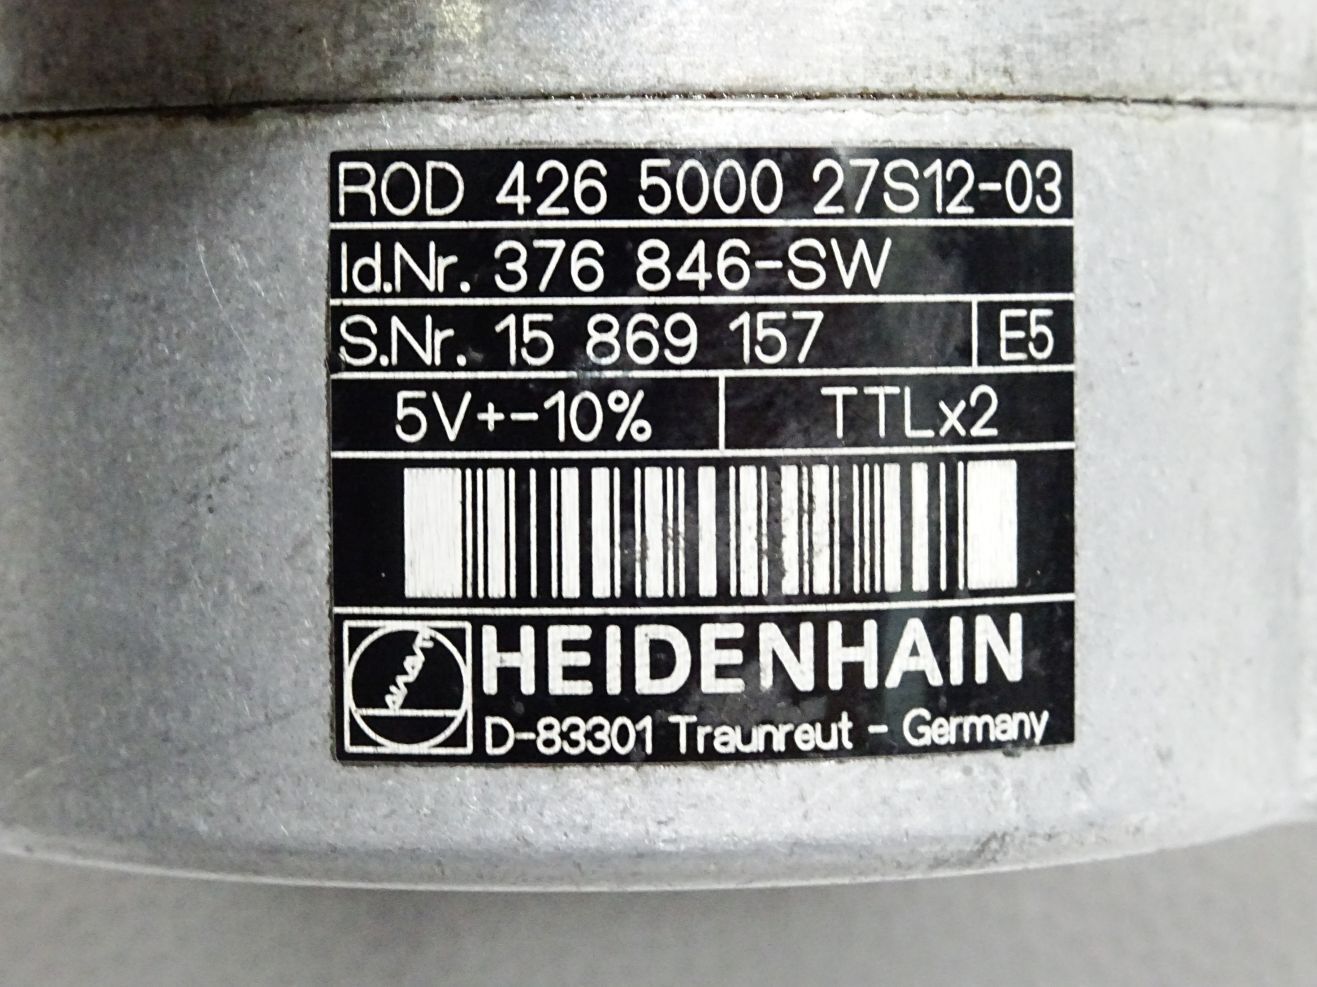 ROD 426 5000 27S12-03
Id.Nr. 376 846-SW
S.Nr. 15 869 157 E5
5V+-10% TTLx2
HEIDENHAIN
D-83301 Traunreut - Germany